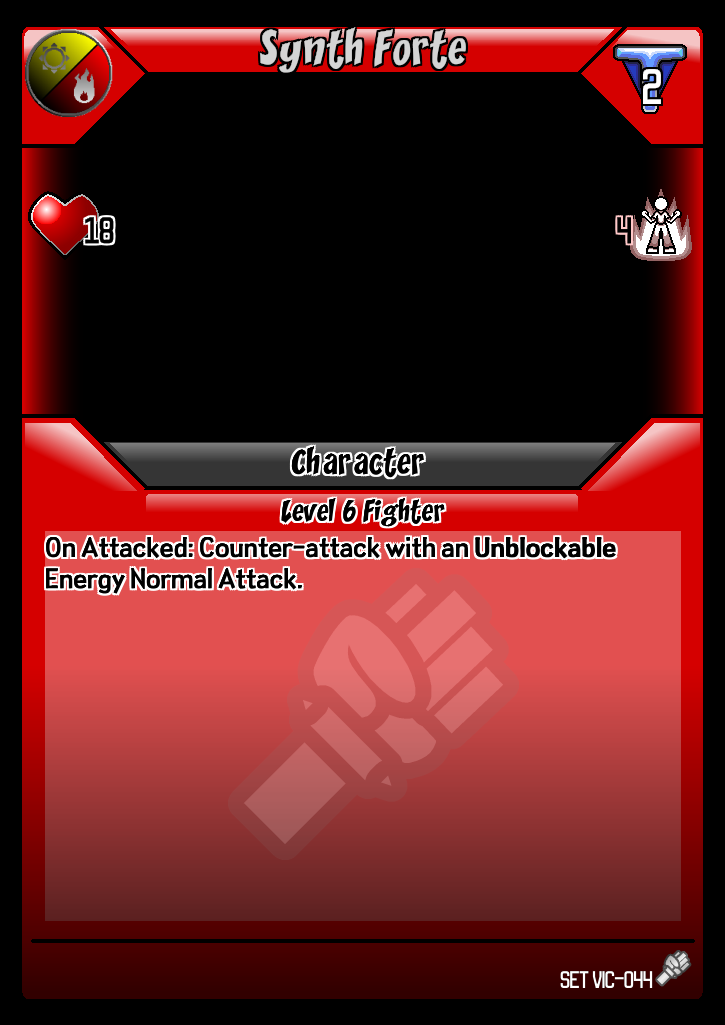 Synth Forte
2
18
4
Character
Level 6 Fighter
On Attacked: Counter-attack with an Unblockable
Energy Normal Attack.
SET VIC-044